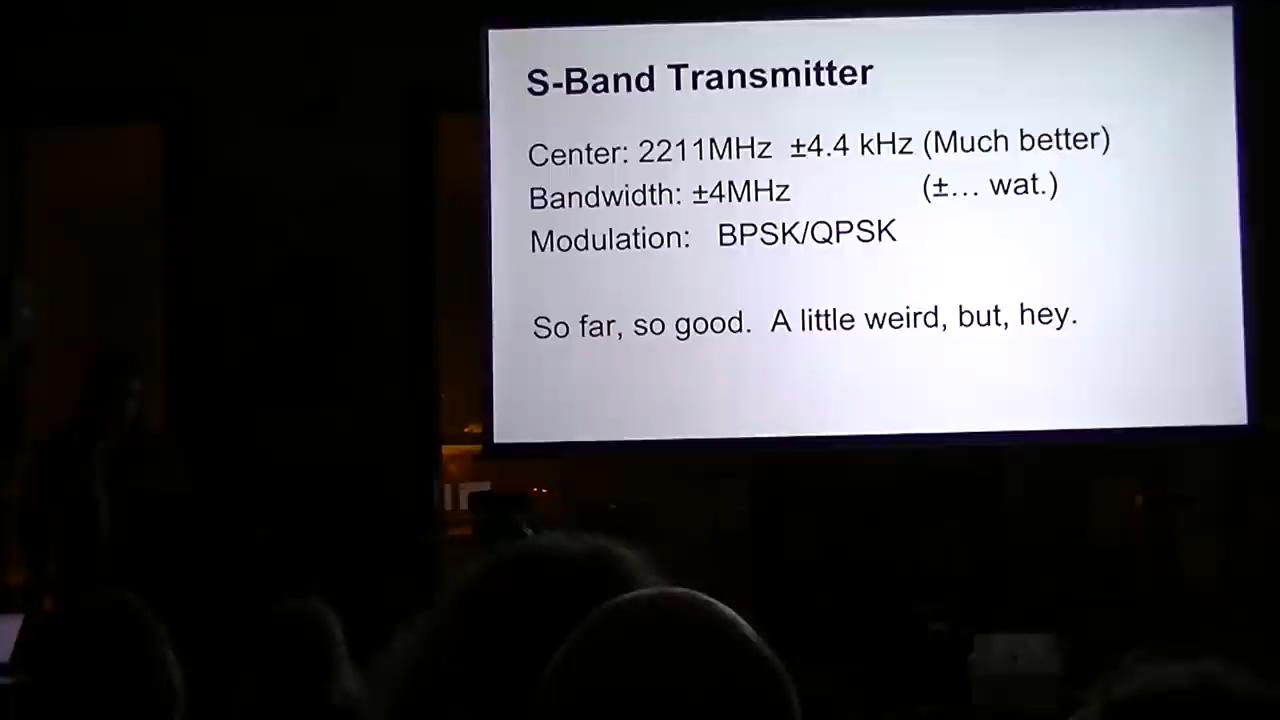 S-Band Transmitter
Center: 2211MHz ±4.4 kHz (Much better)
Bandwidth: ±4MHz (±... wat.)
Modulation: BPSK/QPSK
So far, so good. A little weird, but, hey.